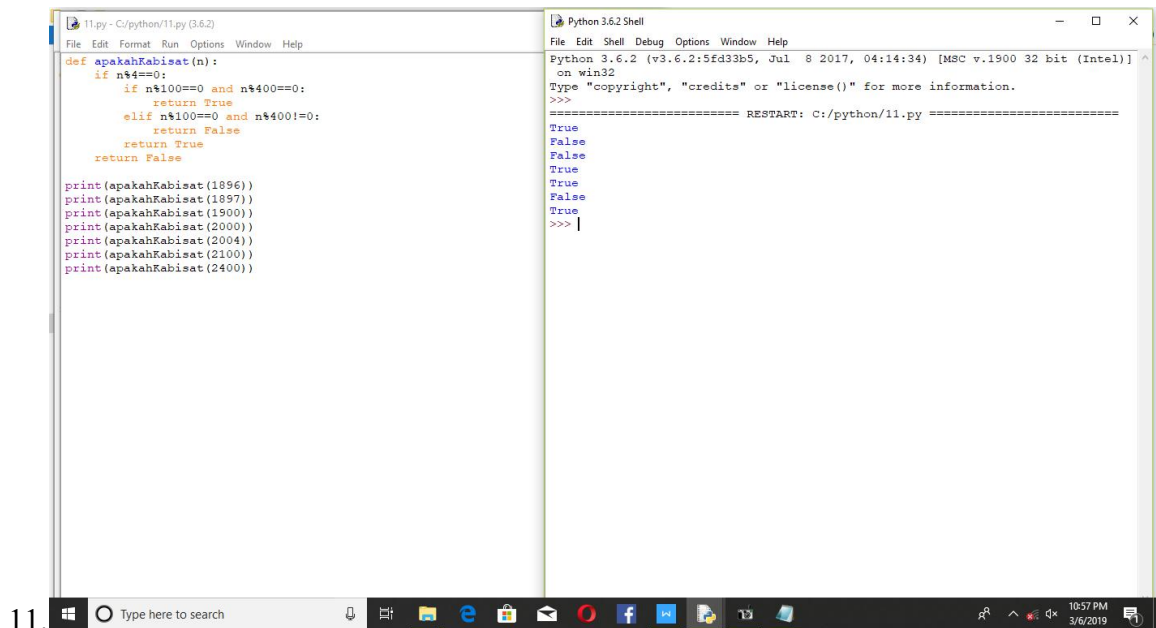 11.py - C:/python/11.py (3.6.2)
File Edit Format Run Options Window Help
def apakahKabisat(n):
    if n%4==0:
        if n%100==0 and n%400==0:
            return True
        elif n%100==0 and n%400!=0:
            return False
        return True
    return False

print(apakahKabisat(1896))
print(apakahKabisat(1897))
print(apakahKabisat(1900))
print(apakahKabisat(2000))
print(apakahKabisat(2004))
print(apakahKabisat(2100))
print(apakahKabisat(2400))
Python 3.6.2 Shell
File Edit Shell Debug Options Window Help
Python 3.6.2 (v3.6.2:5fd33b5, Jul  8 2017, 04:14:34) [MSC v.1900 32 bit (Intel)]
 on win32
Type "copyright", "credits" or "license()" for more information.
>>>
========================== RESTART: C:/python/11.py ==========================
True
False
False
True
True
False
True
>>>
11.
Type here to search
10:57 PM
3/6/2019